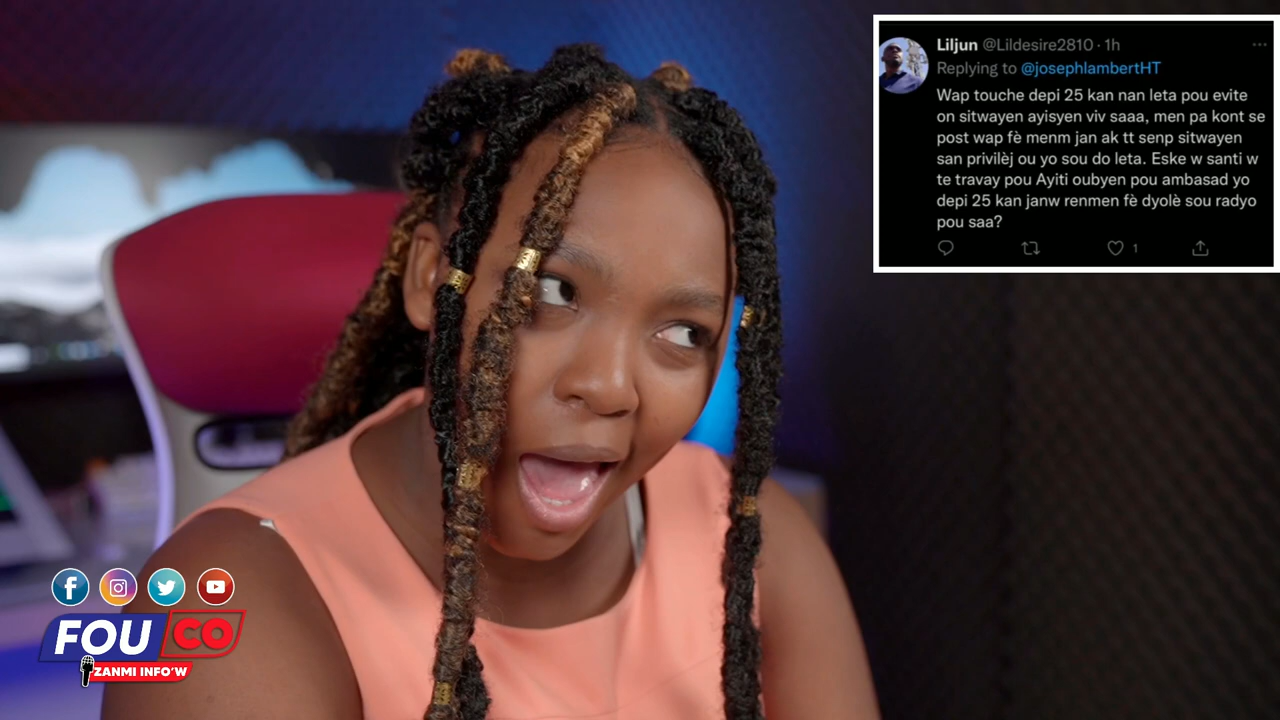 Liljun @Lildesire2810 · 1h
Replying to @josephlambertHT
Wap touche depi 25 kan nan leta pou evite
on sitwayen ayisyen viv saaa, men pa kont se
post wap fè menm jan ak tt senp sitwayen
san privilèj ou yo sou do leta. Eske w santi w
te travay pou Ayiti oubyen pou ambasad yo
depi 25 kan janw renmen fè dyolè sou radyo
pou saa?
1
FOU CO
ZANMI INFO'W